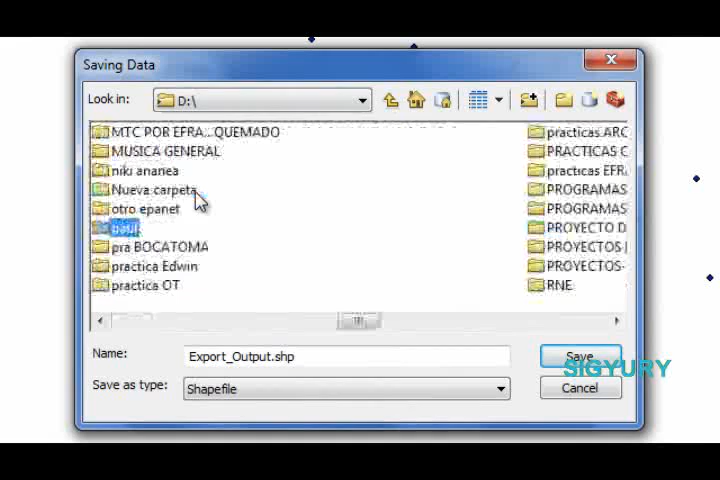 Saving Data
Look in:
D:\
MTC POR EFRA...QUEMADO
MUSICA GENERAL
niki ananea
Nueva carpeta
otro epanet
paul
pra BOCATOMA
practica Edwin
practica OT
practicas ARC
PRACTICAS C
practicas EFRA
PROGRAMAS
PROGRAMAS
PROYECTO D
PROYECTOS
PROYECTOS-
RNE
Name:
Export_Output.shp
Save
SIGYURY
Save as type:
Shapefile
Cancel